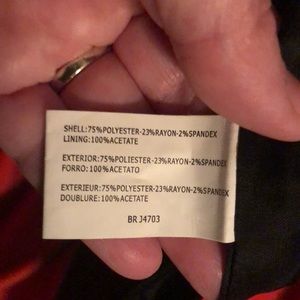 SHELL:75%POLYESTER-23%RAYON-2%SPANDEX
LINING:100%ACETATE
EXTERIOR:75%POLIESTER-23%RAYON-2%SPANDEX
FORRO:100%ACETATO
EXTERIEUR:75%POLYESTER-23%RAYON-2%SPANDEX
DOUBLURE:100%ACETATE
BR J4703